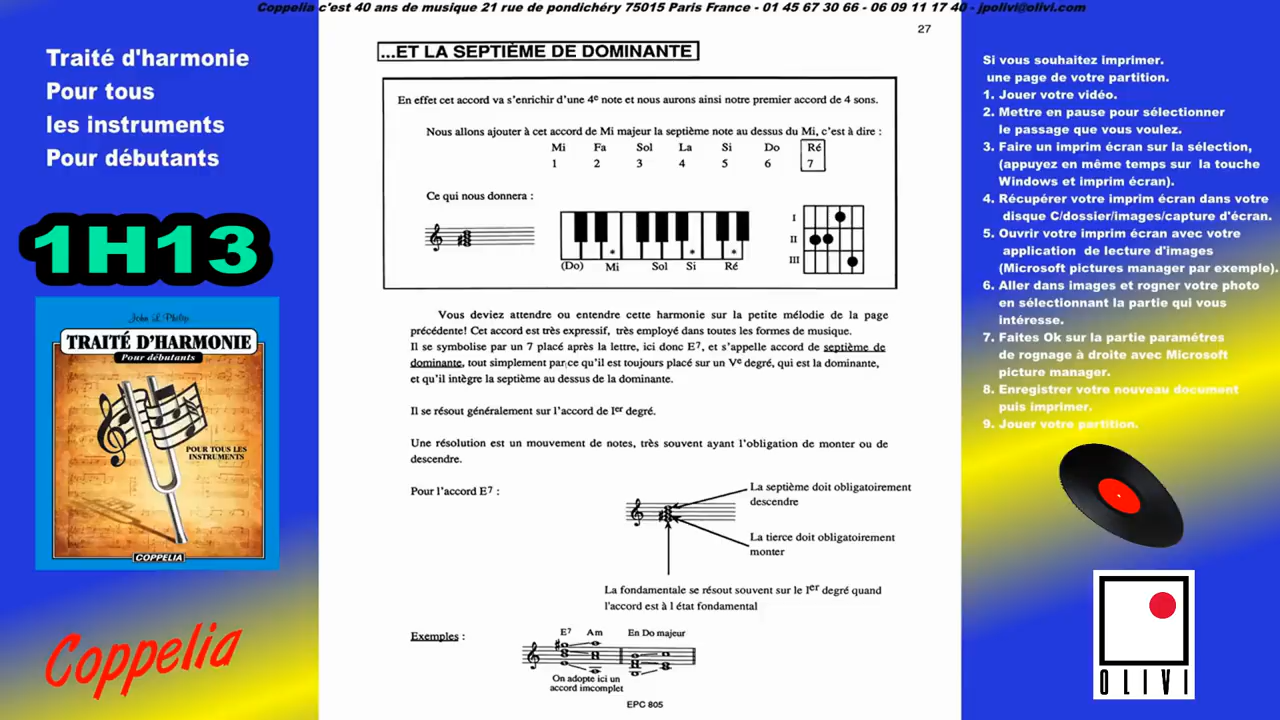 Coppelia c'est 40 ans de musique 21 rue de pondichéry 75015 Paris France - 01 45 67 30 66 - 06 09 11 17 40 - jpolivi@olivi.com
Traité d'harmonie
Pour tous
les instruments
Pour débutants
1H13
John L. Philip
TRAITÉ D'HARMONIE
Pour débutants
POUR TOUS LES
INSTRUMENTS
COPPELIA
Coppelia
27
...ET LA SEPTIÈME DE DOMINANTE
En effet cet accord va s'enrichir d'une 4e note et nous aurons ainsi notre premier accord de 4 sons.
Nous allons ajouter à cet accord de Mi majeur la septième note au dessus du Mi, c'est à dire :
Mi Fa Sol La Si Do Ré
1 2 3 4 5 6 7
Ce qui nous donnera :
(Do) Mi Sol Si Ré
I
II
III
Vous deviez attendre ou entendre cette harmonie sur la petite mélodie de la page
précédente! Cet accord est très expressif, très employé dans toutes les formes de musique.
Il se symbolise par un 7 placé après la lettre, ici donc E7, et s'appelle accord de septième de
dominante, tout simplement parce qu'il est toujours placé sur un Ve degré, qui est la dominante,
et qu'il intègre la septième au dessus de la dominante.
Il se résout généralement sur l'accord de Ier degré.
Une résolution est un mouvement de notes, très souvent ayant l'obligation de monter ou de
descendre.
Pour l'accord E7 :
La septième doit obligatoirement
descendre
La tierce doit obligatoirement
monter
La fondamentale se résout souvent sur le Ier degré quand
l'accord est à l état fondamental
Exemples :
E7 Am En Do majeur
On adopte ici un
accord imcomplet
EPC 805
Si vous souhaitez imprimer.
une page de votre partition.
1. Jouer votre vidéo.
2. Mettre en pause pour sélectionner
le passage que vous voulez.
3. Faire un imprim écran sur la sélection,
(appuyez en même temps sur la touche
Windows et imprim écran).
4. Récupérer votre imprim écran dans votre
disque C/dossier/images/capture d'écran.
5. Ouvrir votre imprim écran avec votre
application de lecture d'images
(Microsoft pictures manager par exemple).
6. Aller dans images et rogner votre photo
en sélectionnant la partie qui vous
intéresse.
7. Faites Ok sur la partie paramétres
de rognage à droite avec Microsoft
picture manager.
8. Enregistrer votre nouveau document
puis imprimer.
9. Jouer votre partition.
OLIVI